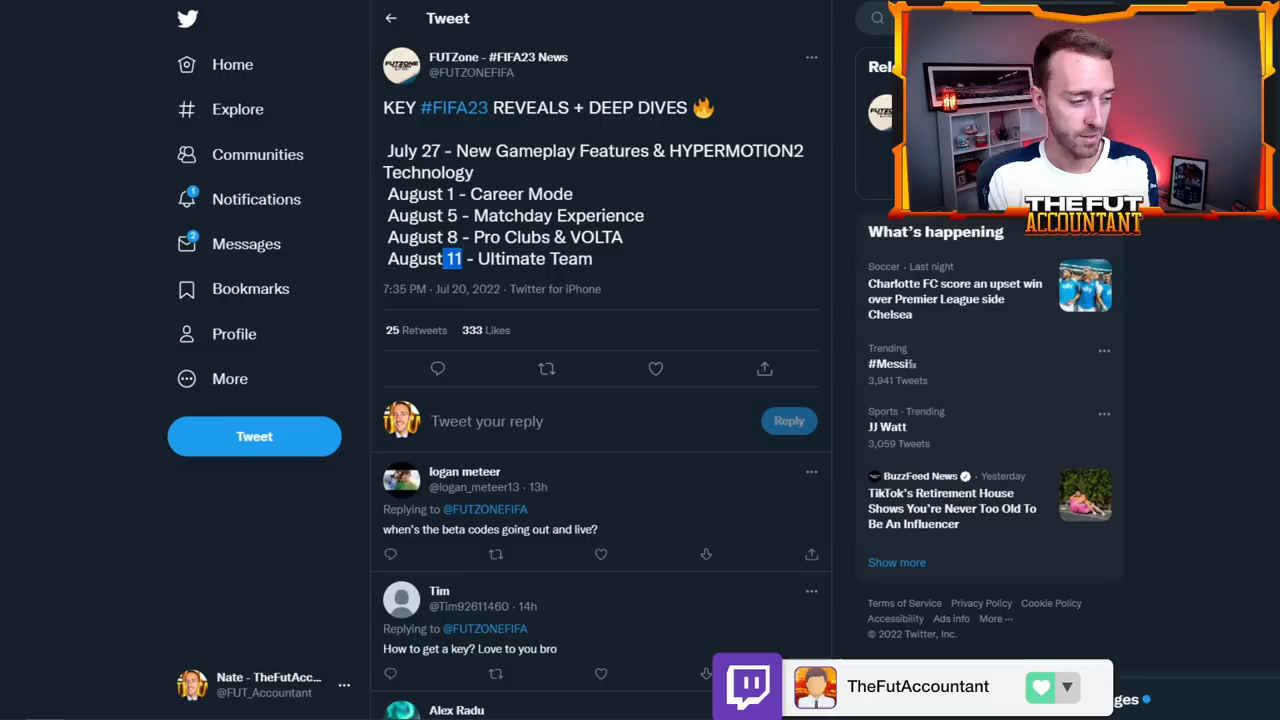 Home
Explore
Communities
Notifications
1
Messages
2
Bookmarks
Profile
More
Tweet
Nate - TheFutAcc...
@FUT_Accountant
Tweet
FUTZONE
FUTZone - #FIFA23 News
@FUTZONEFIFA
KEY #FIFA23 REVEALS + DEEP DIVES 🔥
July 27 - New Gameplay Features & HYPERMOTION2
Technology
August 1 - Career Mode
August 5 - Matchday Experience
August 8 - Pro Clubs & VOLTA
August 11 - Ultimate Team
7:35 PM · Jul 20, 2022 · Twitter for iPhone
25 Retweets 333 Likes
Tweet your reply
Reply
logan meteer
@logan_meteer13 · 13h
Replying to @FUTZONEFIFA
when's the beta codes going out and live?
Tim
@Tim92611460 · 14h
Replying to @FUTZONEFIFA
How to get a key? Love to you bro
Alex Radu
THE FUT
ACCOUNTANT
What's happening
Soccer · Last night
Charlotte FC score an upset win
over Premier League side
Chelsea
Trending
#Messi
3,941 Tweets
Sports · Trending
JJ Watt
3,059 Tweets
BuzzFeed News · Yesterday
TikTok's Retirement House
Shows You're Never Too Old To
Be An Influencer
Show more
Terms of Service Privacy Policy Cookie Policy
Accessibility Ads info More ···
© 2022 Twitter, Inc.
TheFutAccountant